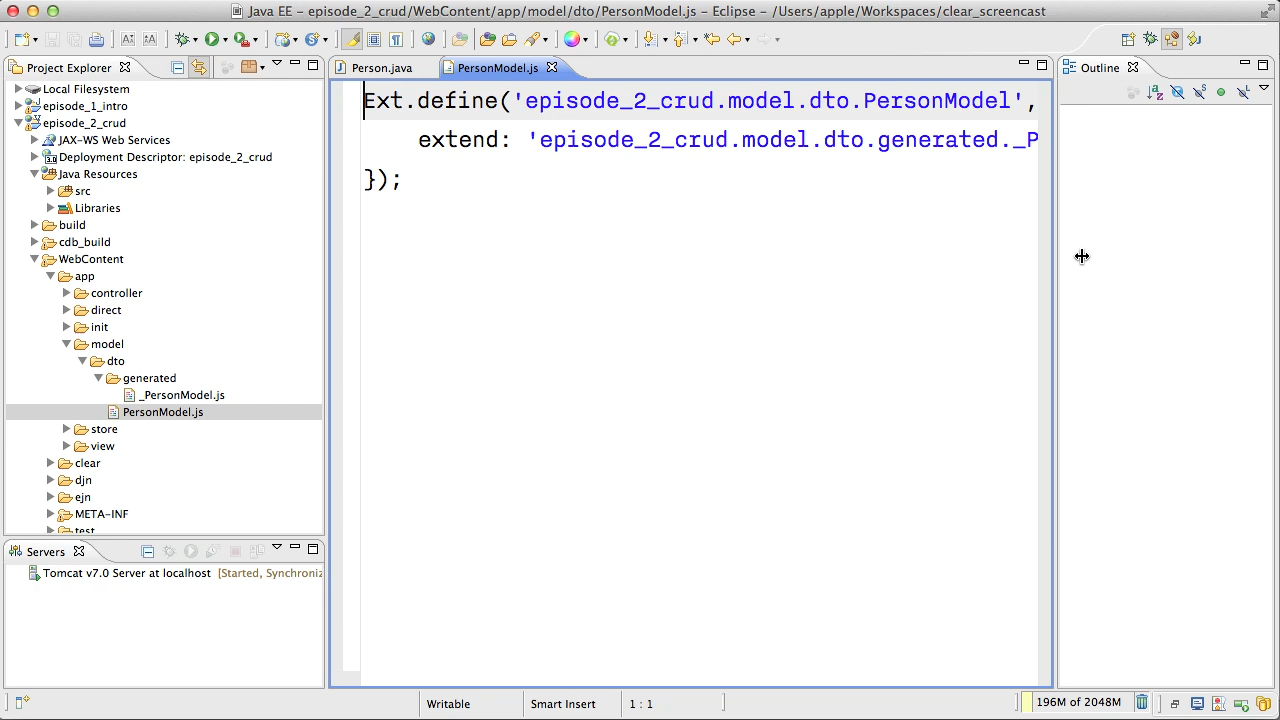 Java EE - episode_2_crud/WebContent/app/model/dto/PersonModel.js - Eclipse - /Users/apple/Workspaces/clear_screencast
Project Explorer
Local Filesystem
episode_1_intro
episode_2_crud
JAX-WS Web Services
Deployment Descriptor: episode_2_crud
Java Resources
src
Libraries
build
cdb_build
WebContent
app
controller
direct
init
model
dto
generated
_PersonModel.js
PersonModel.js
store
view
clear
djn
ejn
META-INF
test
Servers
Tomcat v7.0 Server at localhost [Started, Synchroniz
Person.java
PersonModel.js
Ext.define('episode_2_crud.model.dto.PersonModel',
extend: 'episode_2_crud.model.dto.generated._P
});
Outline
Writable
Smart Insert
1 : 1
196M of 2048M